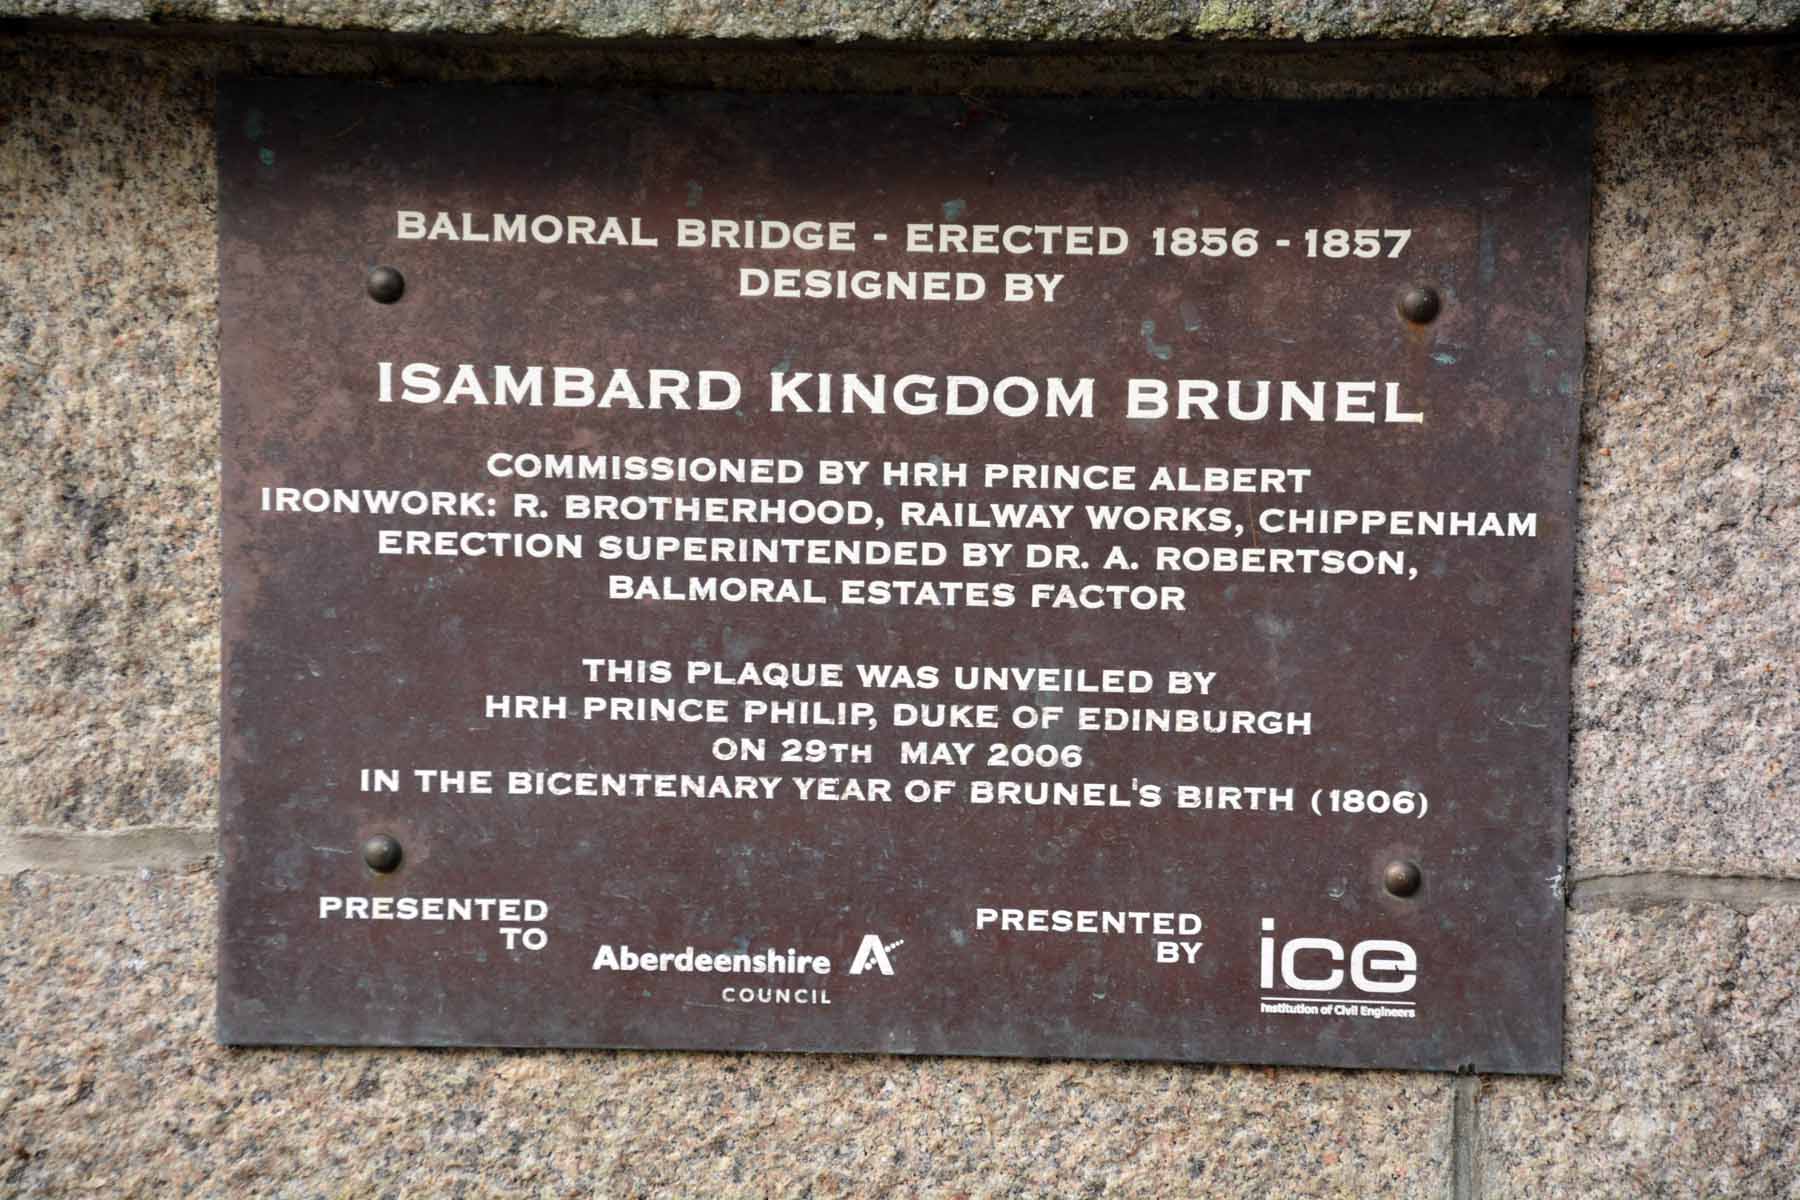 BALMORAL BRIDGE - ERECTED 1856 - 1857
DESIGNED BY
ISAMBARD KINGDOM BRUNEL
COMMISSIONED BY HRH PRINCE ALBERT
IRONWORK: R. BROTHERHOOD, RAILWAY WORKS, CHIPPENHAM
ERECTION SUPERINTENDED BY DR. A. ROBERTSON,
BALMORAL ESTATES FACTOR
THIS PLAQUE WAS UNVEILED BY
HRH PRINCE PHILIP, DUKE OF EDINBURGH
ON 29TH MAY 2006
IN THE BICENTENARY YEAR OF BRUNEL'S BIRTH (1806)
PRESENTED
TO
Aberdeenshire
COUNCIL
PRESENTED
BY
ice
Institution of Civil Engineers